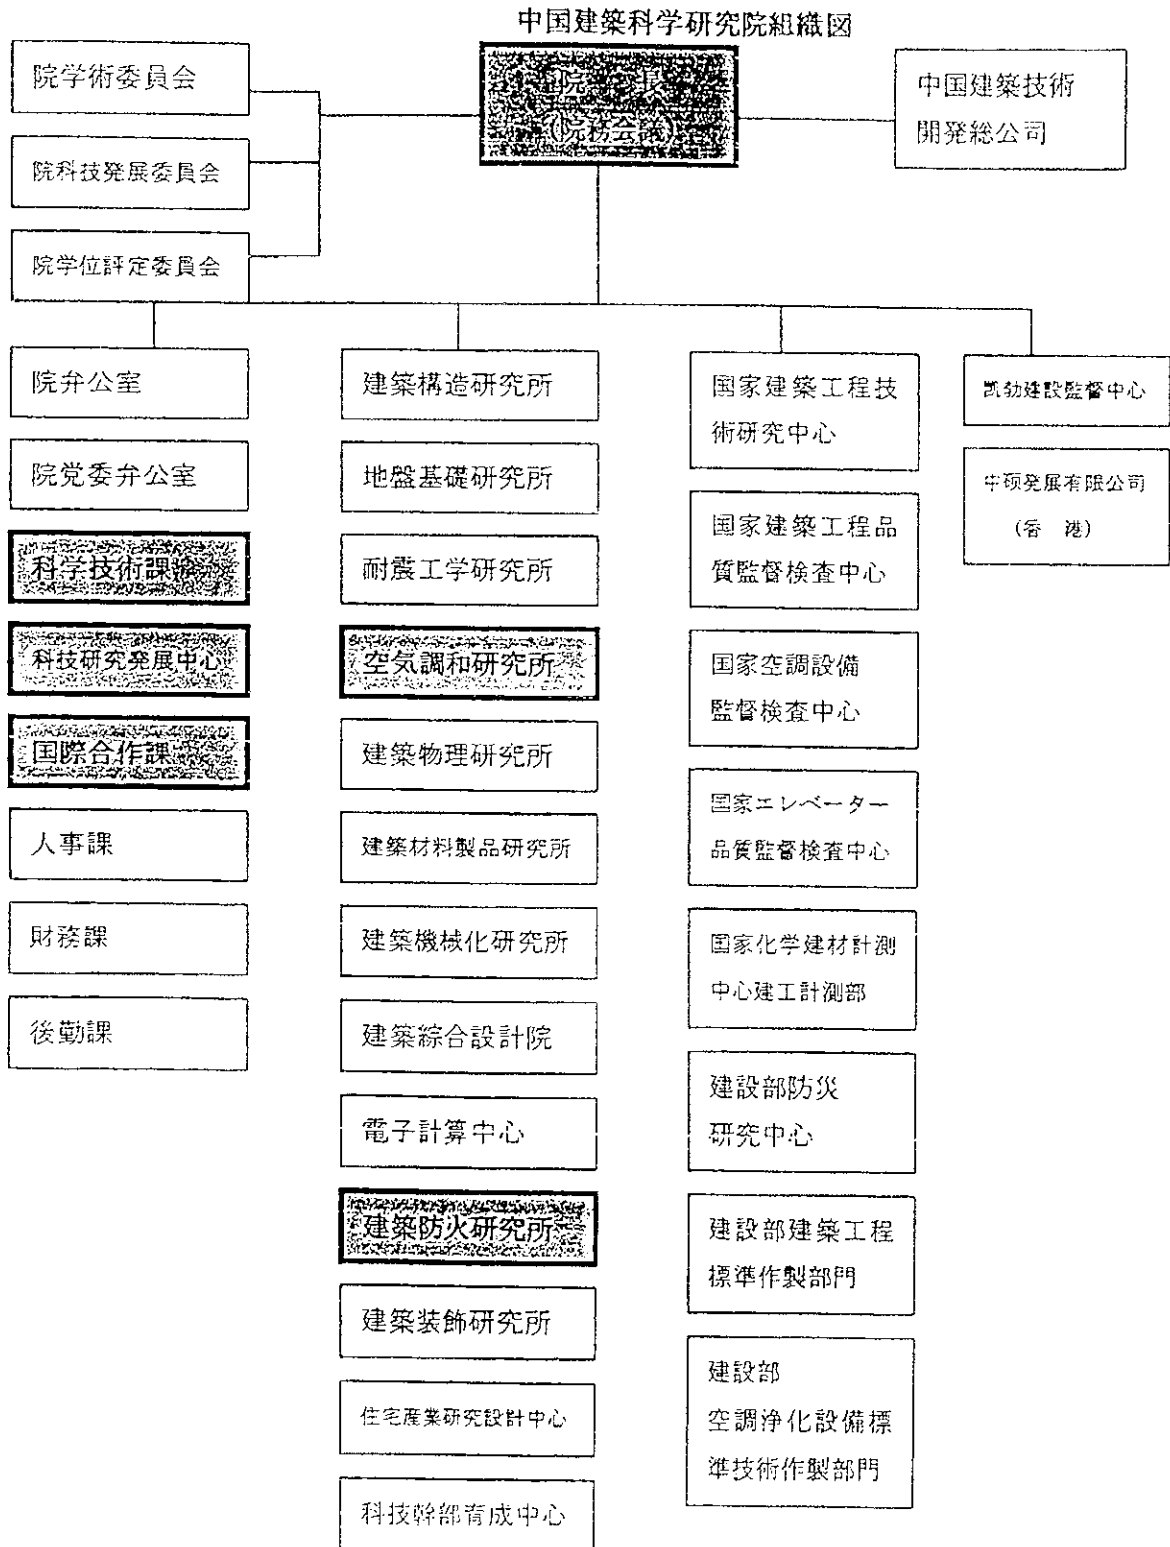 中国建築科学研究院組織図
院学術委員会
院科技発展委員会
院学位評定委員会
院 長
(院務会議)
中国建築技術
開発総公司
院弁公室
院党委弁公室
科学技術課
科技研究発展中心
国際合作課
人事課
財務課
後勤課
建築構造研究所
地盤基礎研究所
耐震工学研究所
空気調和研究所
建築物理研究所
建築材料製品研究所
建築機械化研究所
建築綜合設計院
電子計算中心
建築防火研究所
建築装飾研究所
住宅産業研究設計中心
科技幹部育成中心
国家建築工程技
術研究中心
国家建築工程品
質監督検査中心
国家空調設備
監督検査中心
国家エレベーター
品質監督検査中心
国家化学建材計測
中心建工計測部
建設部防災
研究中心
建設部建築工程
標準作製部門
建設部
空調浄化設備標
準技術作製部門
凱勃建設監督中心
中硕発展有限公司
(香 港)